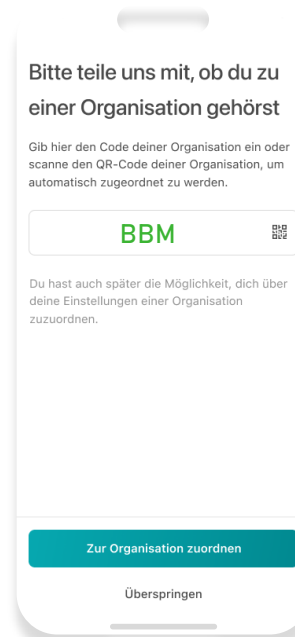 Bitte teile uns mit, ob du zu
einer Organisation gehörst
Gib hier den Code deiner Organisation ein oder
scanne den QR-Code deiner Organisation, um
automatisch zugeordnet zu werden.
BBM
Du hast auch später die Möglichkeit, dich über
deine Einstellungen einer Organisation
zuzuordnen.
Zur Organisation zuordnen
Überspringen